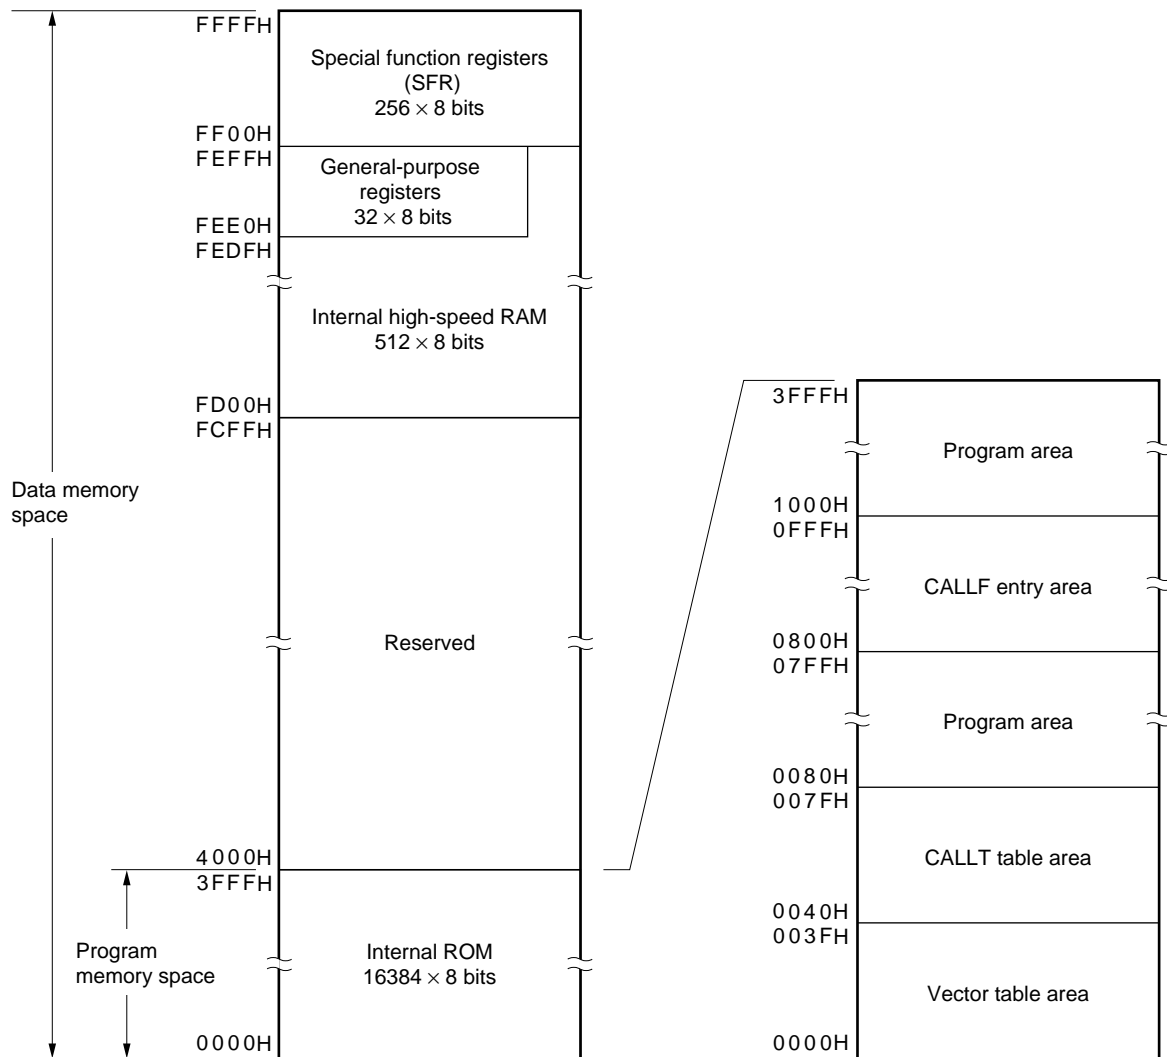 FFFFH
Special function registers
(SFR)
256 × 8 bits
FF00H
FEFFH
General-purpose
registers
32 × 8 bits
FEE0H
FEDFH
Internal high-speed RAM
512 × 8 bits
FD00H
FCFFH
Data memory
space
Reserved
4000H
3FFFH
Program
memory space
Internal ROM
16384 × 8 bits
0000H
3FFFH
Program area
1000H
0FFFH
CALLF entry area
0800H
07FFH
Program area
0080H
007FH
CALLT table area
0040H
003FH
Vector table area
0000H